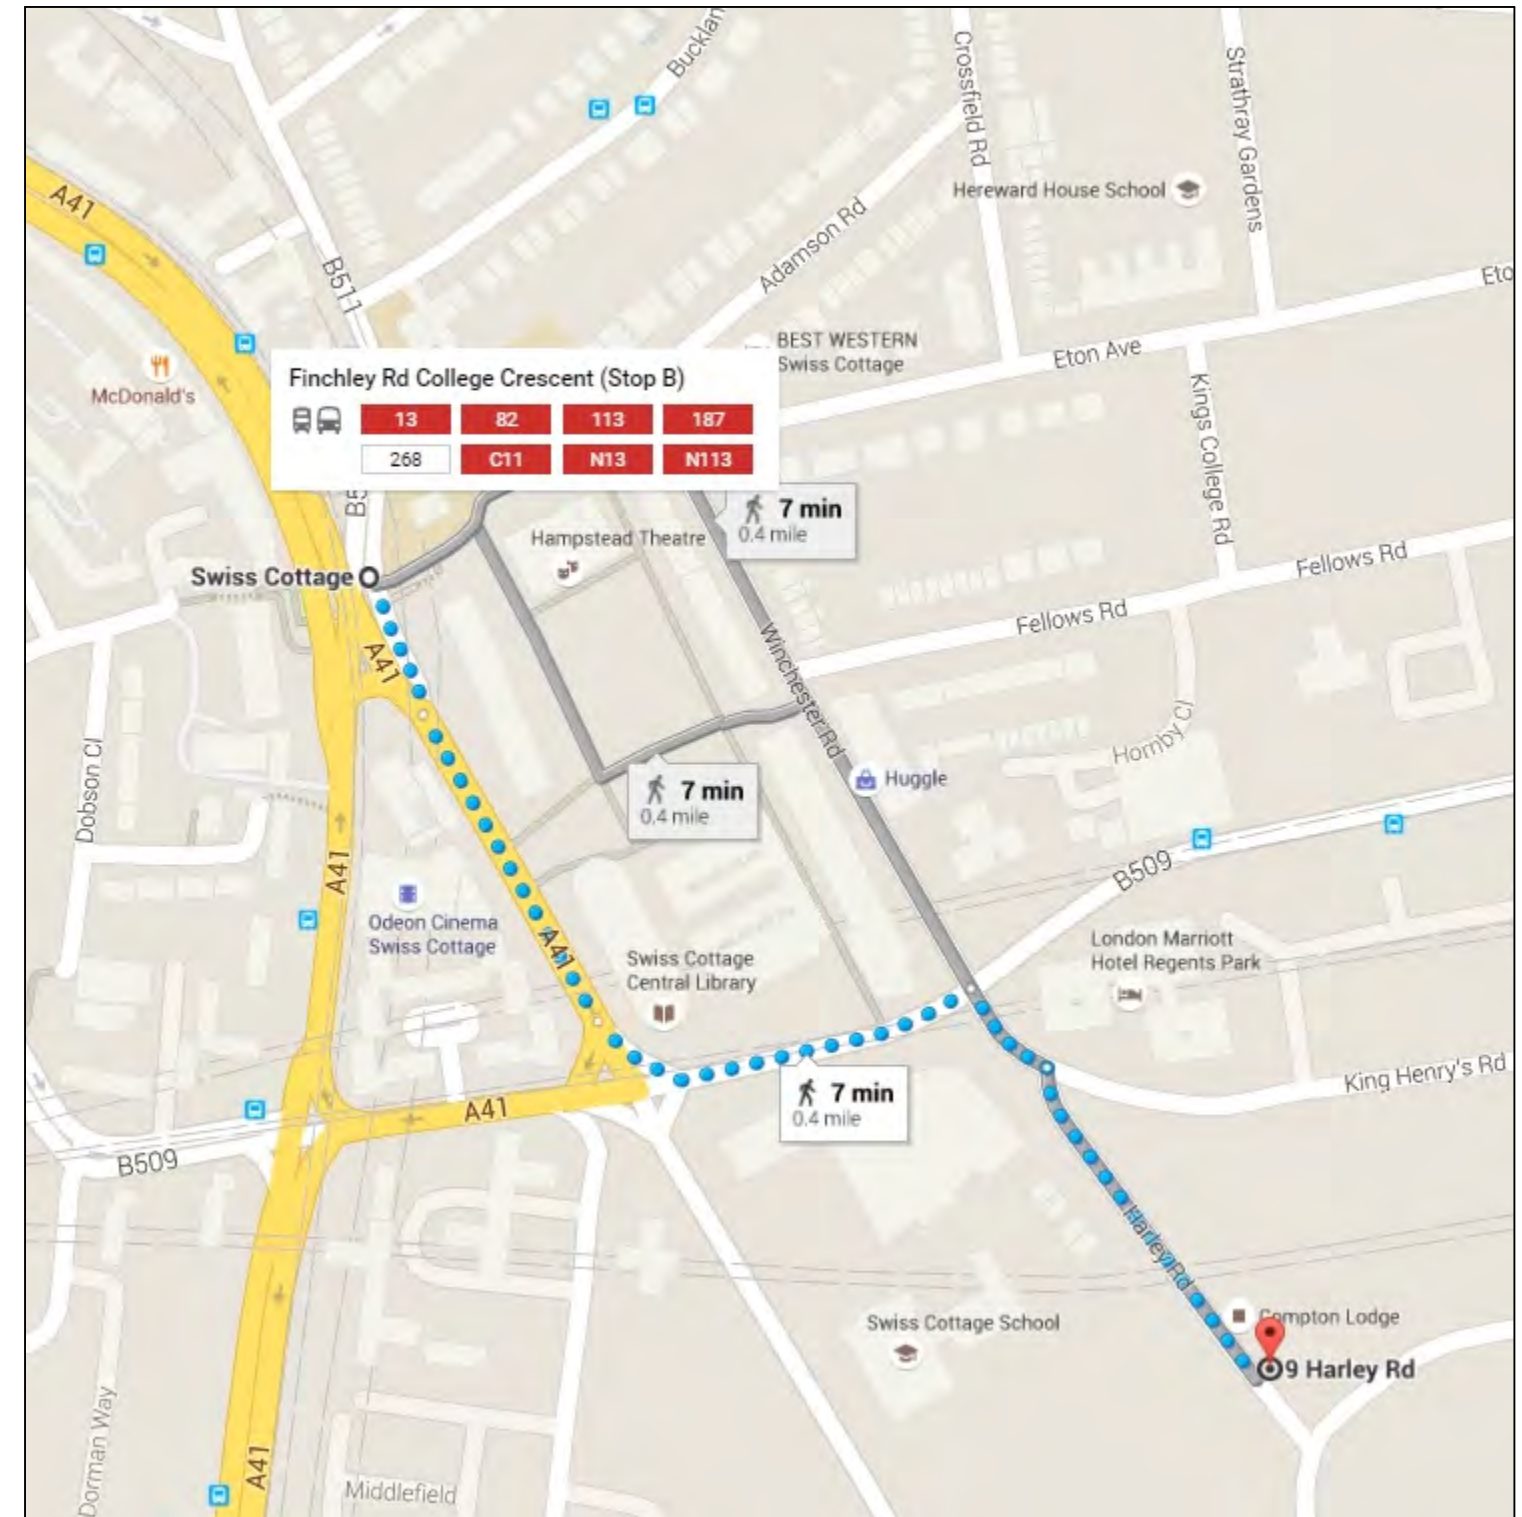 Bucklan
Crossfield Rd
Strathray Gardens
A41
Hereward House School
Adamson Rd
B511
Eto
BEST WESTERN
Swiss Cottage
Eton Ave
McDonald's
Finchley Rd College Crescent (Stop B)
13 82 113 187
268 C11 N13 N113
Kings College Rd
B5
7 min
0.4 mile
Hampstead Theatre
Swiss Cottage
Fellows Rd
Fellows Rd
A41
Winchester Rd
Hornby Cl
Dobson Cl
Huggle
7 min
0.4 mile
A41
B509
Odeon Cinema
Swiss Cottage
A41
Swiss Cottage
Central Library
London Marriott
Hotel Regents Park
King Henry's Rd
7 min
0.4 mile
A41
B509
Harley Rd
Swiss Cottage School
Compton Lodge
9 Harley Rd
Dorman Way
A41
Middlefield